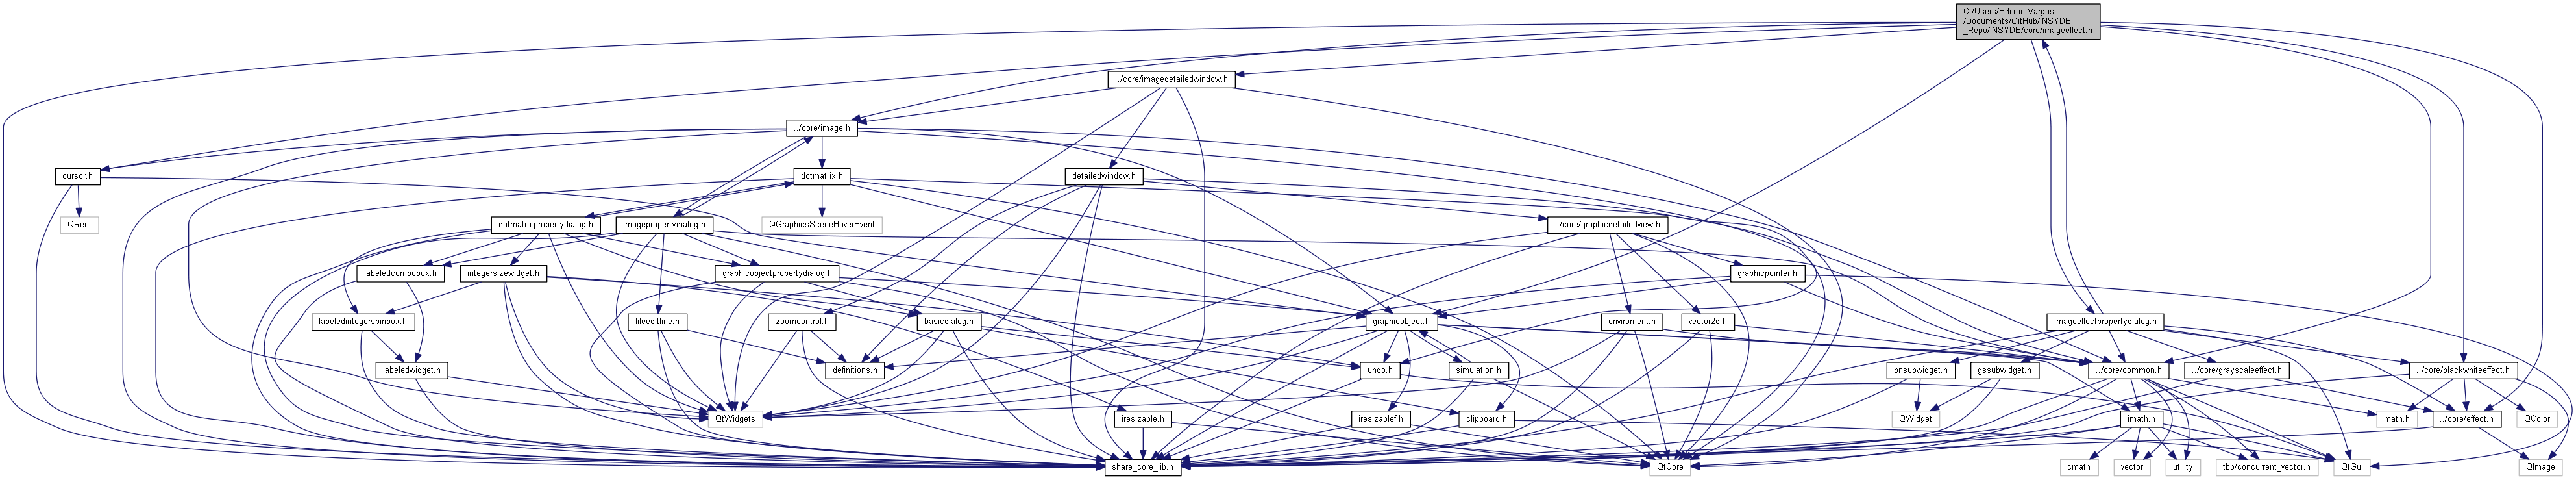 C:/Users/Edixon Vargas
/Documents/GitHub/INSYDE
_Repo/INSYDE/core/imageeffect.h
../core/imagedetailedwindow.h
../core/image.h
cursor.h
dotmatrix.h
detailedwindow.h
QRect
dotmatrixpropertydialog.h
imagepropertydialog.h
QGraphicsSceneHoverEvent
../core/graphicdetailedview.h
labeledcombobox.h
integersizewidget.h
graphicobjectpropertydialog.h
graphicpointer.h
labeledintegerspinbox.h
fileeditline.h
zoomcontrol.h
basicdialog.h
graphicobject.h
enviroment.h
vector2d.h
imageeffectpropertydialog.h
labeledwidget.h
definitions.h
undo.h
simulation.h
bnsubwidget.h
gssubwidget.h
../core/common.h
../core/grayscaleeffect.h
../core/blackwhiteeffect.h
QtWidgets
iresizable.h
iresizablef.h
clipboard.h
QWidget
imath.h
math.h
../core/effect.h
QColor
share_core_lib.h
QtCore
cmath
vector
utility
tbb/concurrent_vector.h
QtGui
QImage